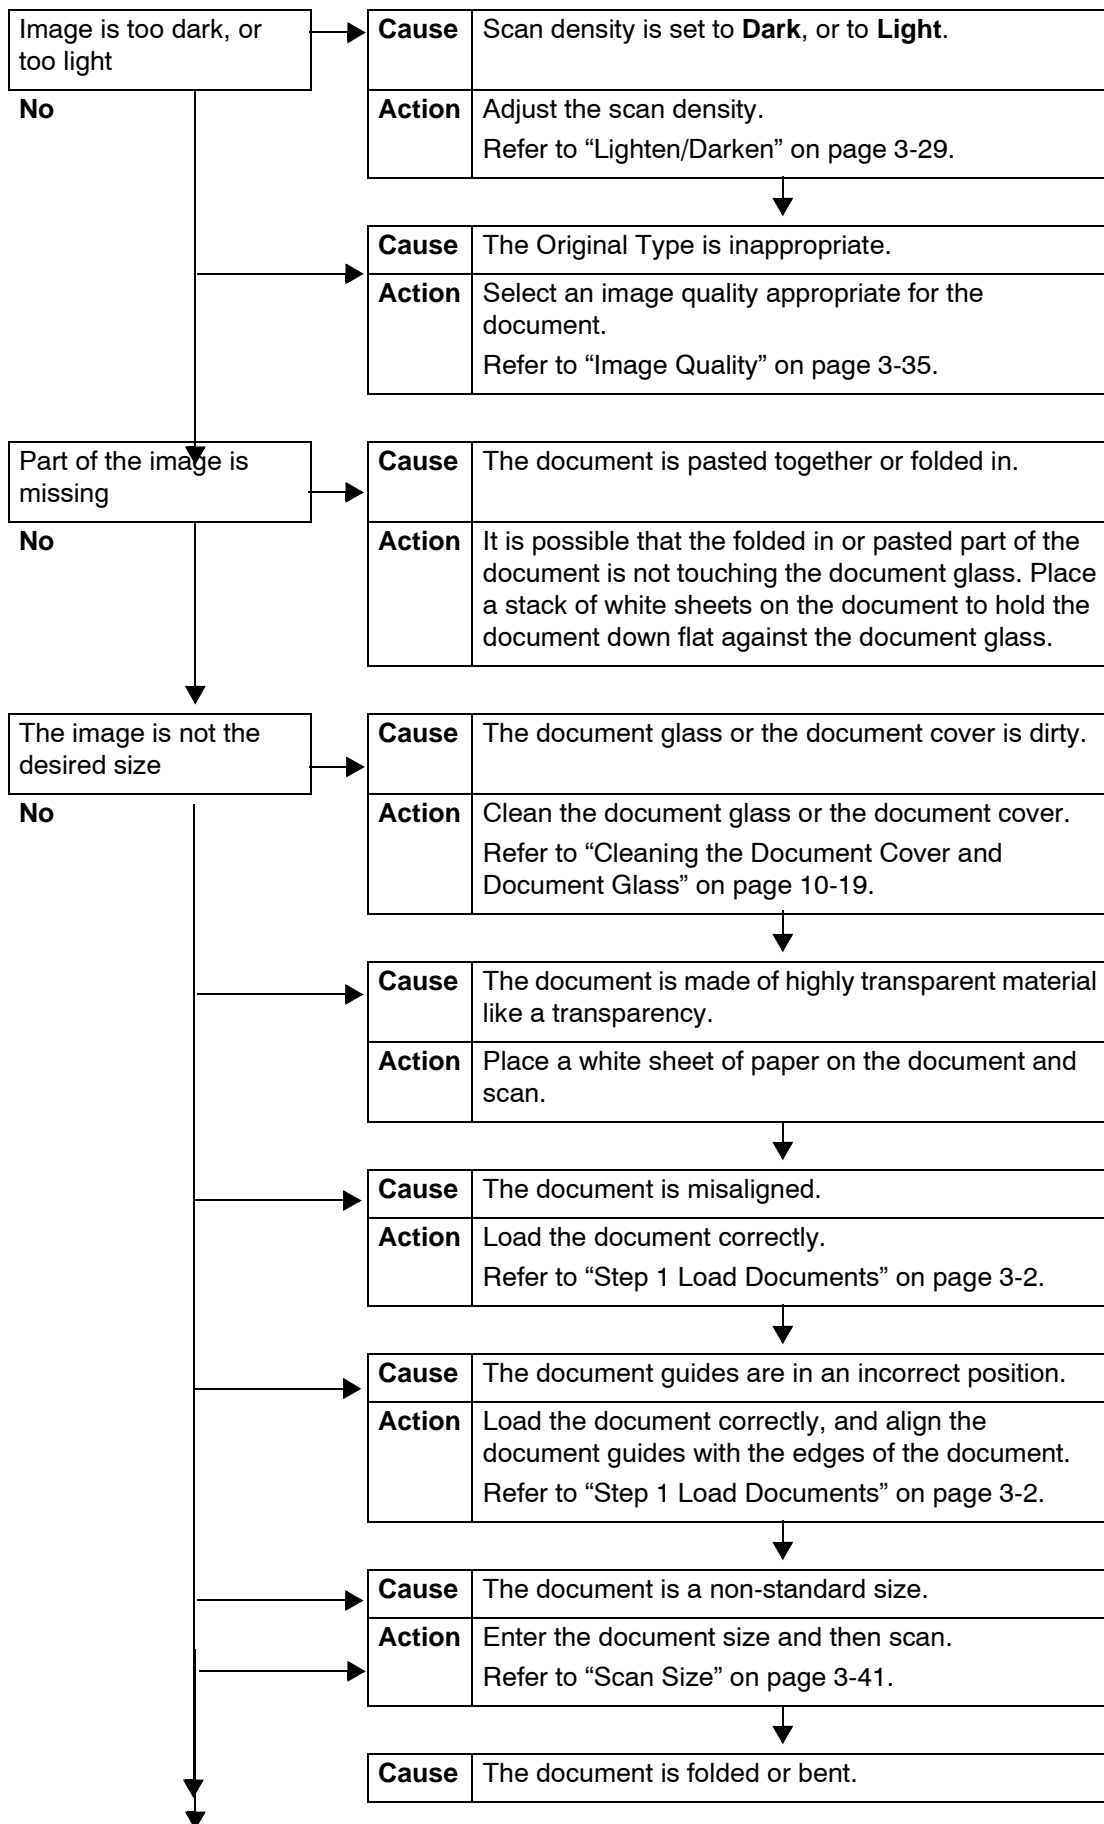 Image is too dark, or
too light
Cause Scan density is set to Dark, or to Light.
No
Action Adjust the scan density.
Refer to “Lighten/Darken” on page 3-29.
Cause The Original Type is inappropriate.
Action Select an image quality appropriate for the
document.
Refer to “Image Quality” on page 3-35.
Part of the image is
missing
Cause The document is pasted together or folded in.
No
Action It is possible that the folded in or pasted part of the
document is not touching the document glass. Place
a stack of white sheets on the document to hold the
document down flat against the document glass.
The image is not the
desired size
Cause The document glass or the document cover is dirty.
No
Action Clean the document glass or the document cover.
Refer to “Cleaning the Document Cover and
Document Glass” on page 10-19.
Cause The document is made of highly transparent material
like a transparency.
Action Place a white sheet of paper on the document and
scan.
Cause The document is misaligned.
Action Load the document correctly.
Refer to “Step 1 Load Documents” on page 3-2.
Cause The document guides are in an incorrect position.
Action Load the document correctly, and align the
document guides with the edges of the document.
Refer to “Step 1 Load Documents” on page 3-2.
Cause The document is a non-standard size.
Action Enter the document size and then scan.
Refer to “Scan Size” on page 3-41.
Cause The document is folded or bent.